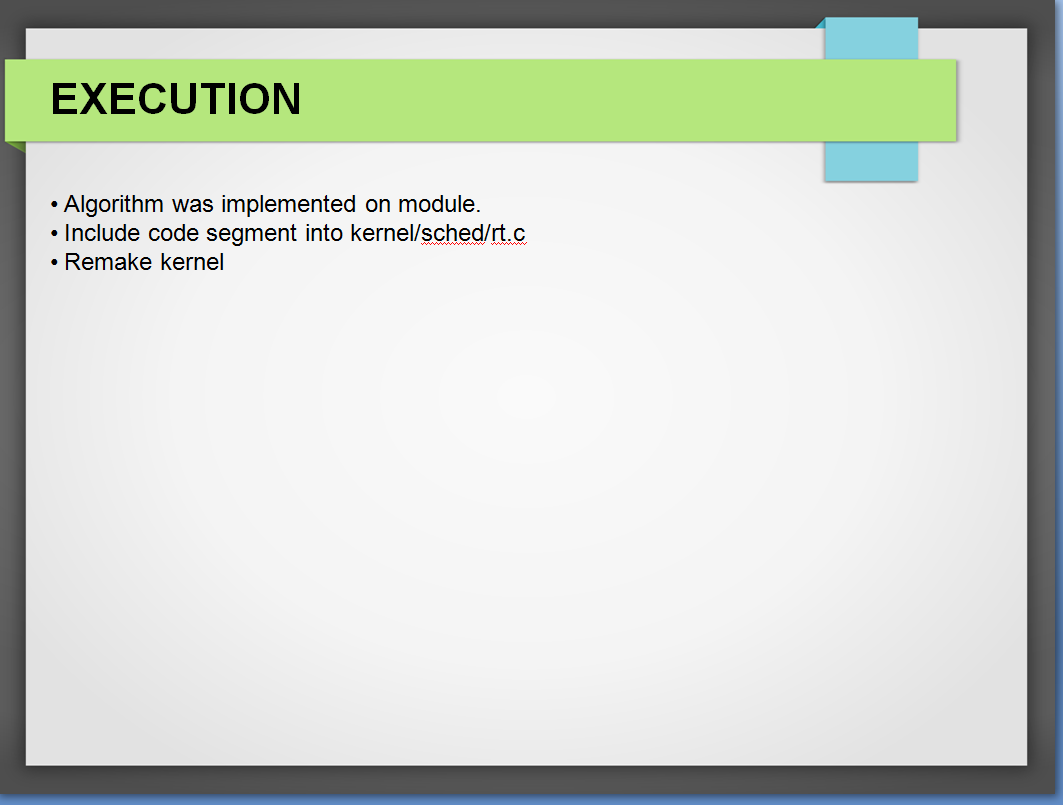 EXECUTION
• Algorithm was implemented on module.
• Include code segment into kernel/sched/rt.c
• Remake kernel